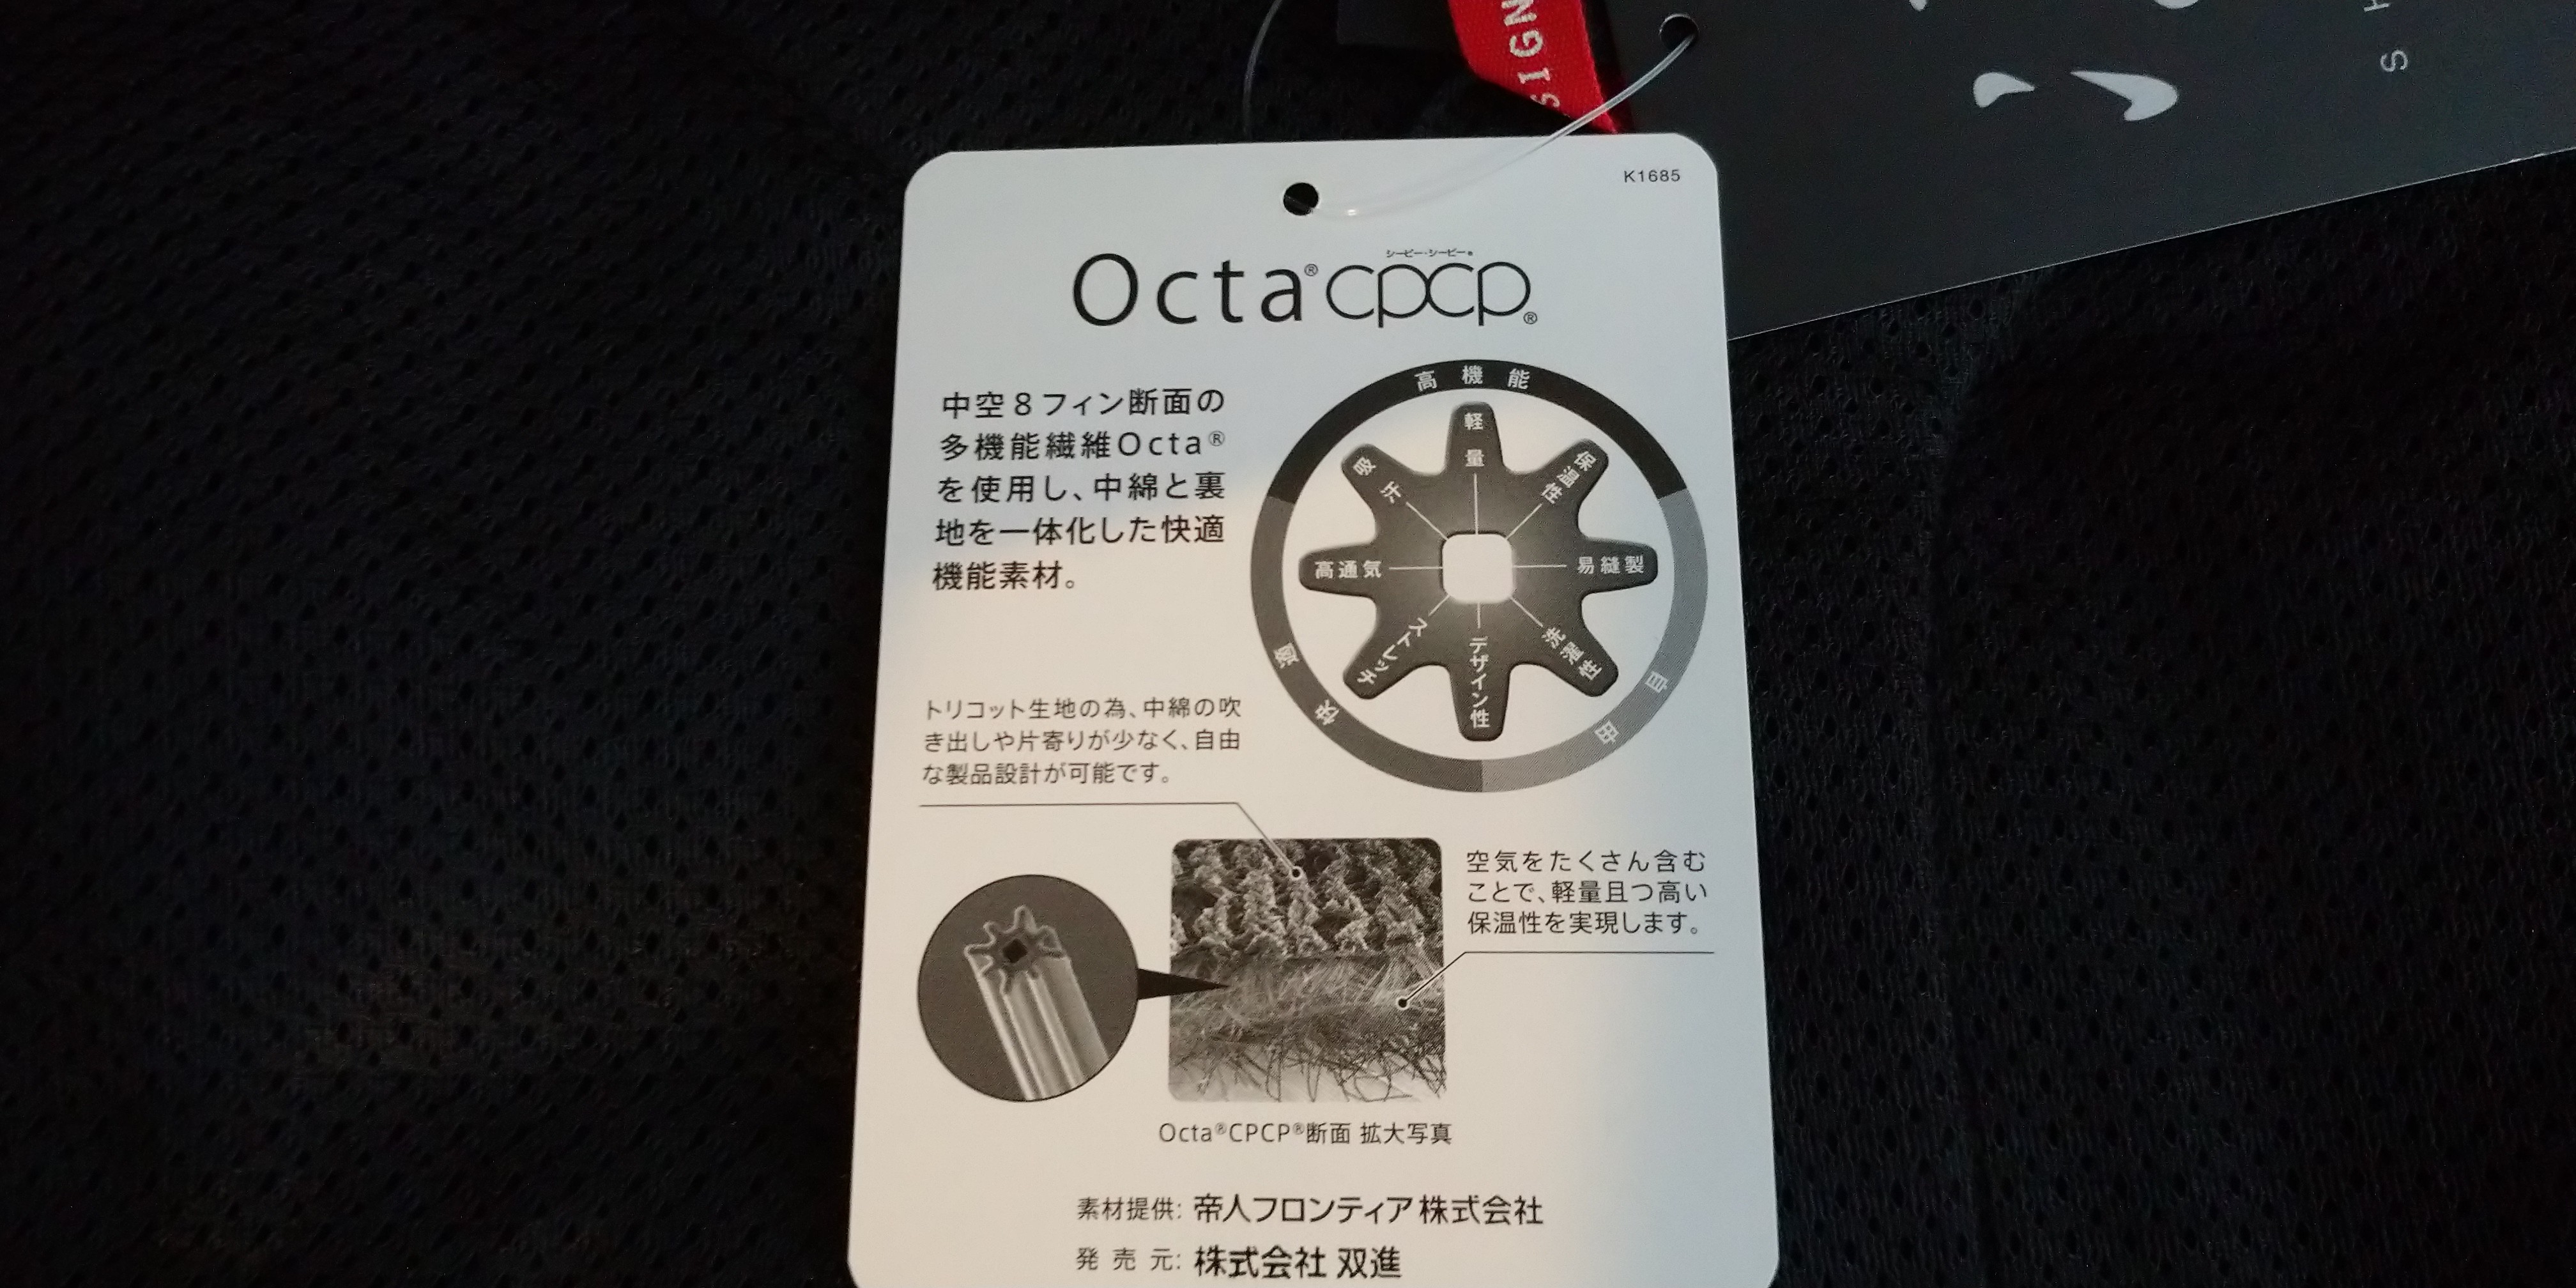 SIGN
S
K1685
シーピー・シーピー®
Octa®cpcp®
中空8フィン断面の
多機能繊維Octa®
を使用し、中綿と裏
地を一体化した快適
機能素材。
高機能
軽量
保温性
易縫製
洗濯性
デザイン性
ストレッチ
高通気
吸汗
自由
快適
トリコット生地の為、中綿の吹
き出しや片寄りが少なく、自由
な製品設計が可能です。
空気をたくさん含む
ことで、軽量且つ高い
保温性を実現します。
Octa®CPCP®断面 拡大写真
素材提供: 帝人フロンティア株式会社
発売元: 株式会社 双進